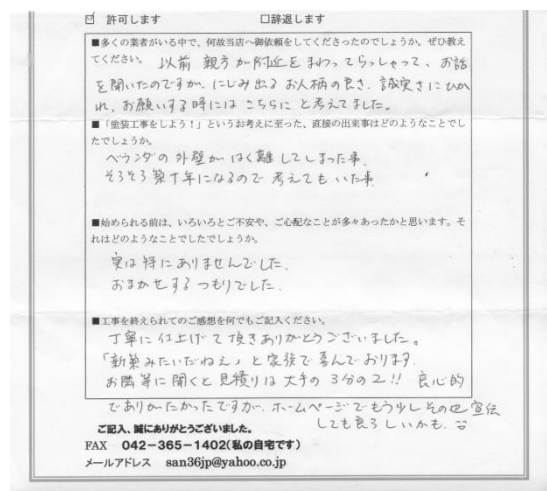 ☑ 許可します　　□辞退します
■多くの業者がいる中で、何故当店へ御依頼をしてくださったのでしょうか。ぜひ教え
てください。 以前 親方が附近をまわってらっしゃって、お話
を聞いたのですが、にじみ出るお人柄の良さ、誠実さにひか
れ、お願いする時にはこちらにと考えてました。
■「塗装工事をしよう！」というお考えに至った、直接の出来事はどのようなことでし
たでしょうか。
ベランダの外壁がはく離してしまった事。
そろそろ築十年になるので考えてもいた事
■始められる前は、いろいろとご不安や、ご心配なことが多々あったかと思います。そ
れはどのようなことでしたでしょうか。
実は特にありませんでした。
おまかせするつもりでした。
■工事を終えられてのご感想を何でもご記入ください。
丁寧に仕上げて頂きありがとうございました。
「新築みたいだねぇ」と家族で喜んでおります。
お隣等に聞くと見積りは大手の3分の2!! 良心的
でありがたかったですが、ホームページでもう少しその辺宣伝
しても良ろしいかも。
ご記入、誠にありがとうございました。
FAX 042－365－1402(私の自宅です)
メールアドレス san36jp@yahoo.co.jp